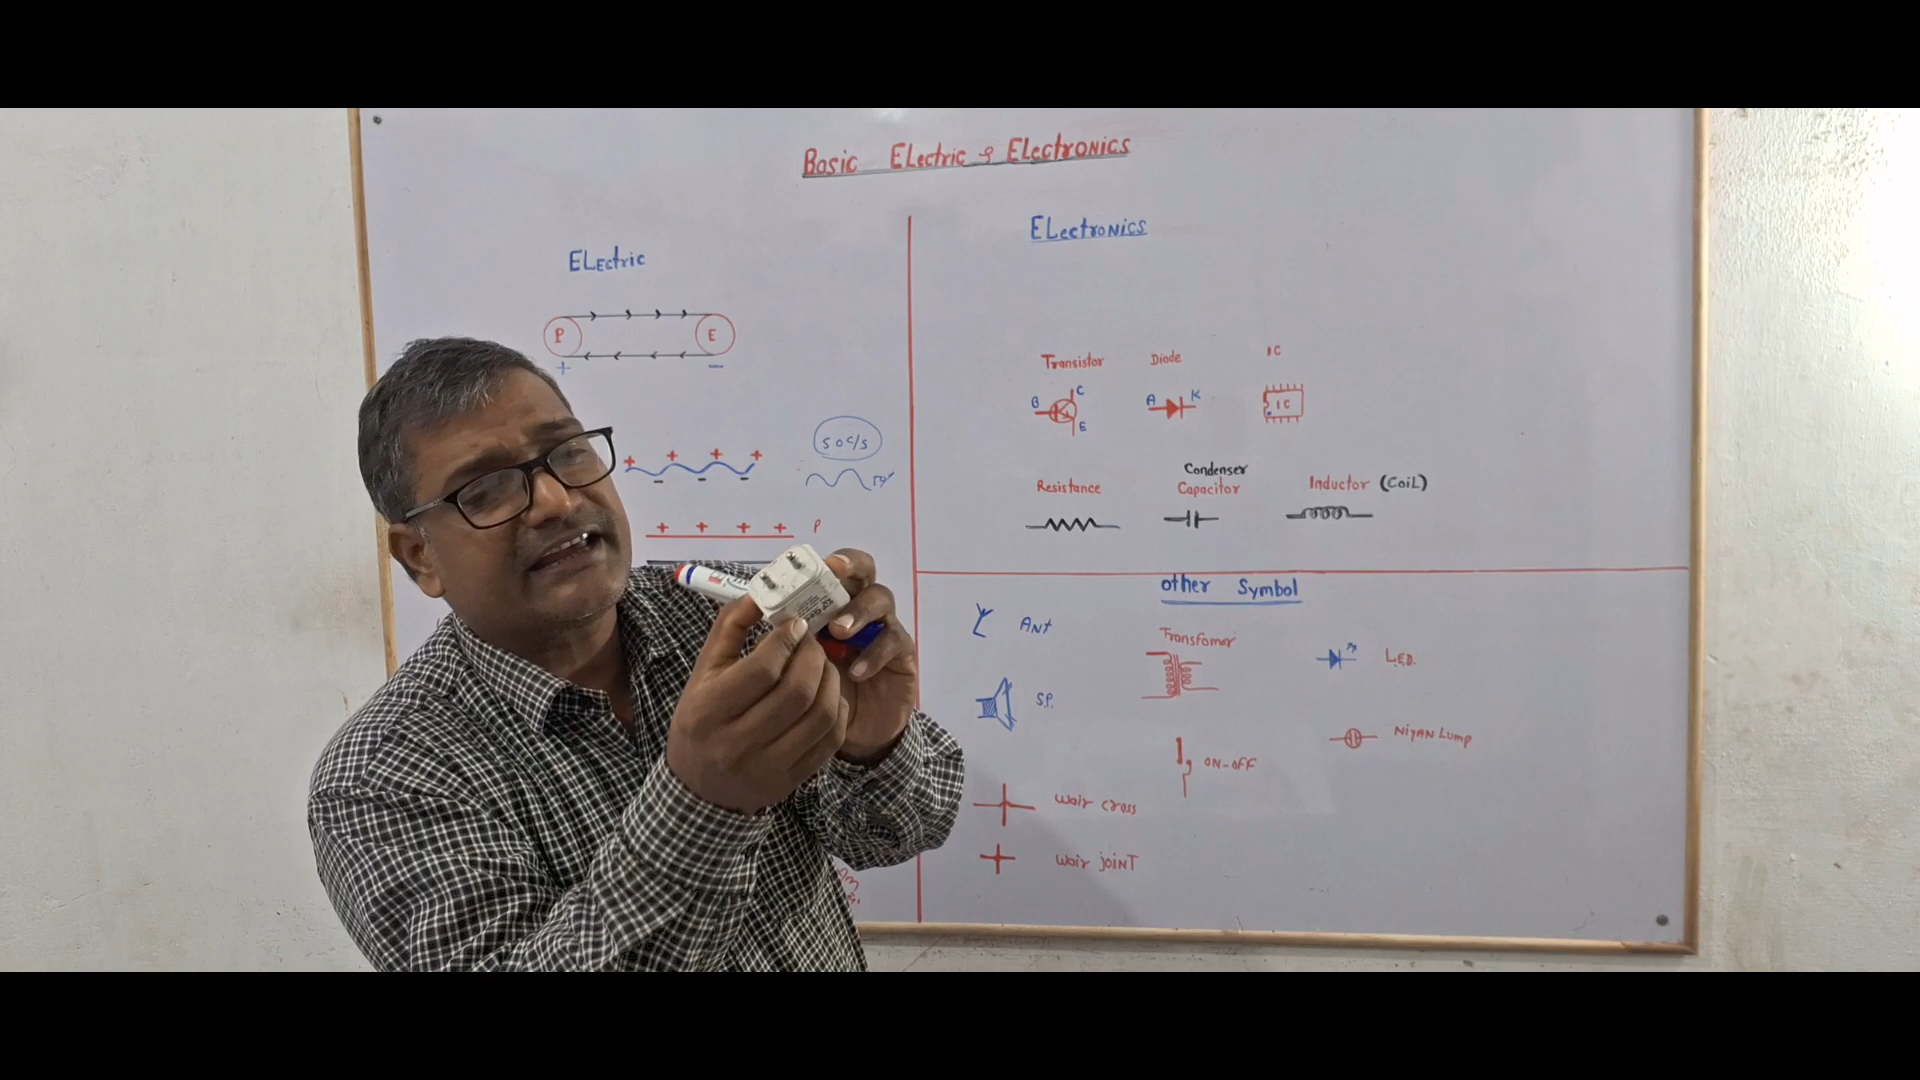 Basic Electric & Electronics
Electric
P E
+ -
+ + + +
- - -
50c/s
+ + + + P
Electronics
Transistor Diode IC
B C E
A K
IC
Resistance
Condenser
Capacitor
Inductor (Coil)
other Symbol
ANT
Transfomer
LED.
SP.
ON-OFF
Niyan Lump
wair cross
wair joint